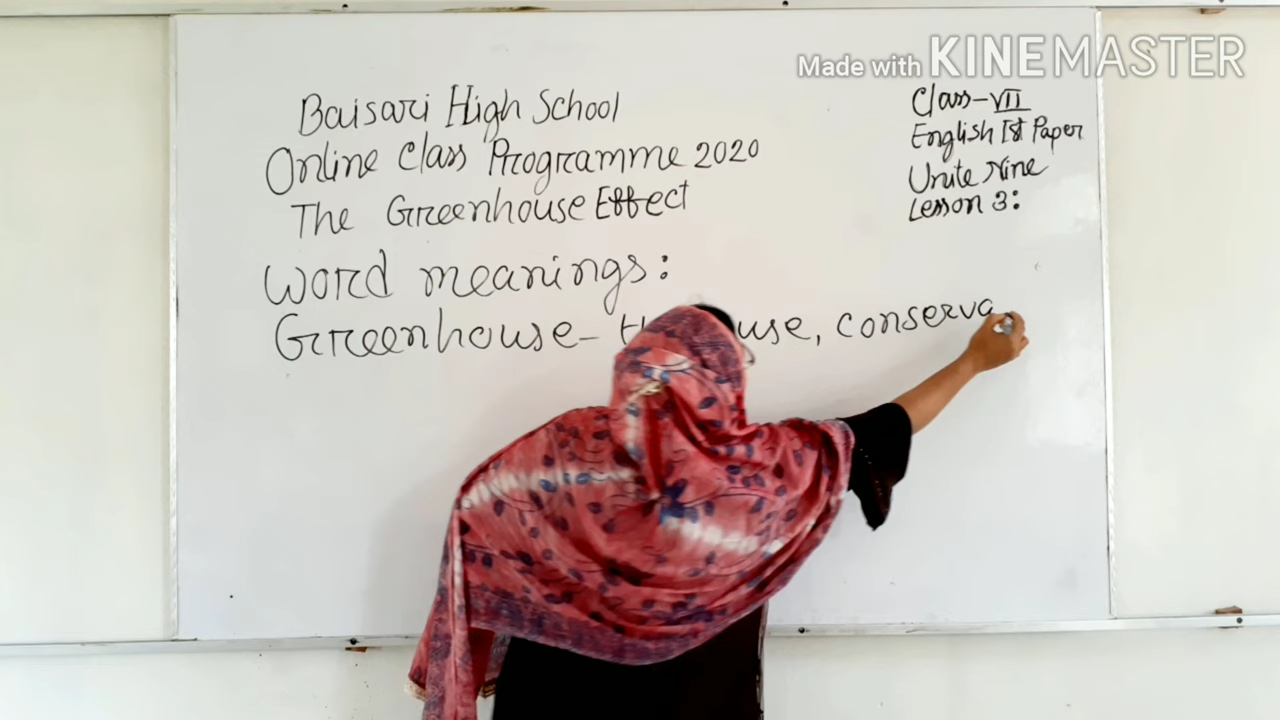 Made with KINEMASTER
Baisari High School
Online Class Programme 2020
The Greenhouse Effect
Class-VII
English Ist Paper
Unite Nine
Lesson 3:
Word meanings:
Greenhouse- use, conserva